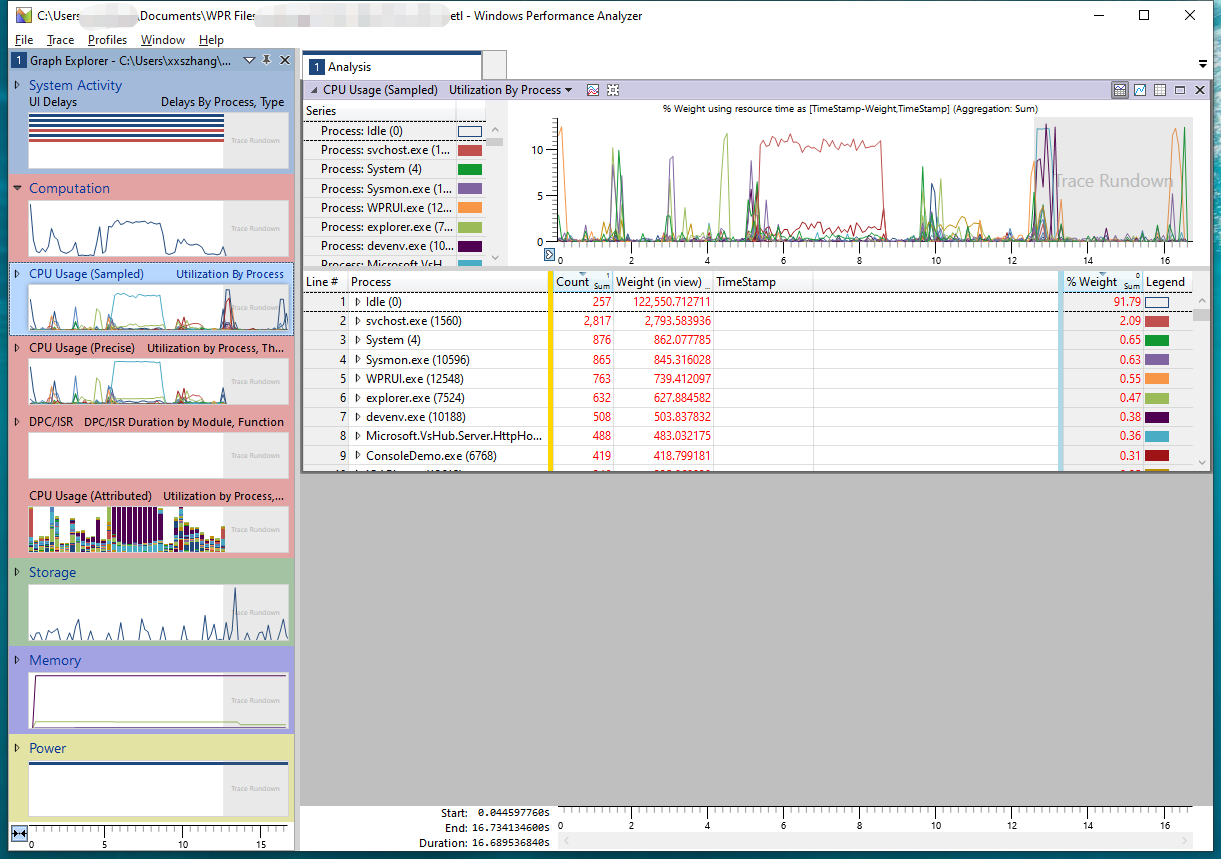 C:\Users \Documents\WPR Files etl - Windows Performance Analyzer
File Trace Profiles Window Help
1 Graph Explorer - C:\Users\xxszhang\...
System Activity
UI Delays Delays By Process, Type
Trace Rundown
Computation
Trace Rundown
CPU Usage (Sampled) Utilization By Process
Trace Rundown
CPU Usage (Precise) Utilization by Process, Th...
Trace Rundown
DPC/ISR DPC/ISR Duration by Module, Function
Trace Rundown
CPU Usage (Attributed) Utilization by Process,...
Trace Rundown
Storage
Trace Rundown
Memory
Trace Rundown
Power
Trace Rundown
0 5 10 15
1 Analysis
CPU Usage (Sampled) Utilization By Process
Series
Process: Idle (0)
Process: svchost.exe (1...
Process: System (4)
Process: Sysmon.exe (1...
Process: WPRUI.exe (12...
Process: explorer.exe (7...
Process: devenv.exe (10...
Process: Microsoft.VsH...
% Weight using resource time as [TimeStamp-Weight,TimeStamp] (Aggregation: Sum)
10
5
0
Trace Rundown
0 2 4 6 8 10 12 14 16
Line # Process Count 1 Sum Weight (in view) ... TimeStamp % Weight 0 Sum Legend
1 Idle (0) 257 122,550.712711 91.79
2 svchost.exe (1560) 2,817 2,793.583936 2.09
3 System (4) 876 862.077785 0.65
4 Sysmon.exe (10596) 865 845.316028 0.63
5 WPRUI.exe (12548) 763 739.412097 0.55
6 explorer.exe (7524) 632 627.884582 0.47
7 devenv.exe (10188) 508 503.837832 0.38
8 Microsoft.VsHub.Server.HttpHo... 488 483.032175 0.36
9 ConsoleDemo.exe (6768) 419 418.799181 0.31
Start: 0.044597760s
End: 16.734134600s
Duration: 16.689536840s
0 2 4 6 8 10 12 14 16